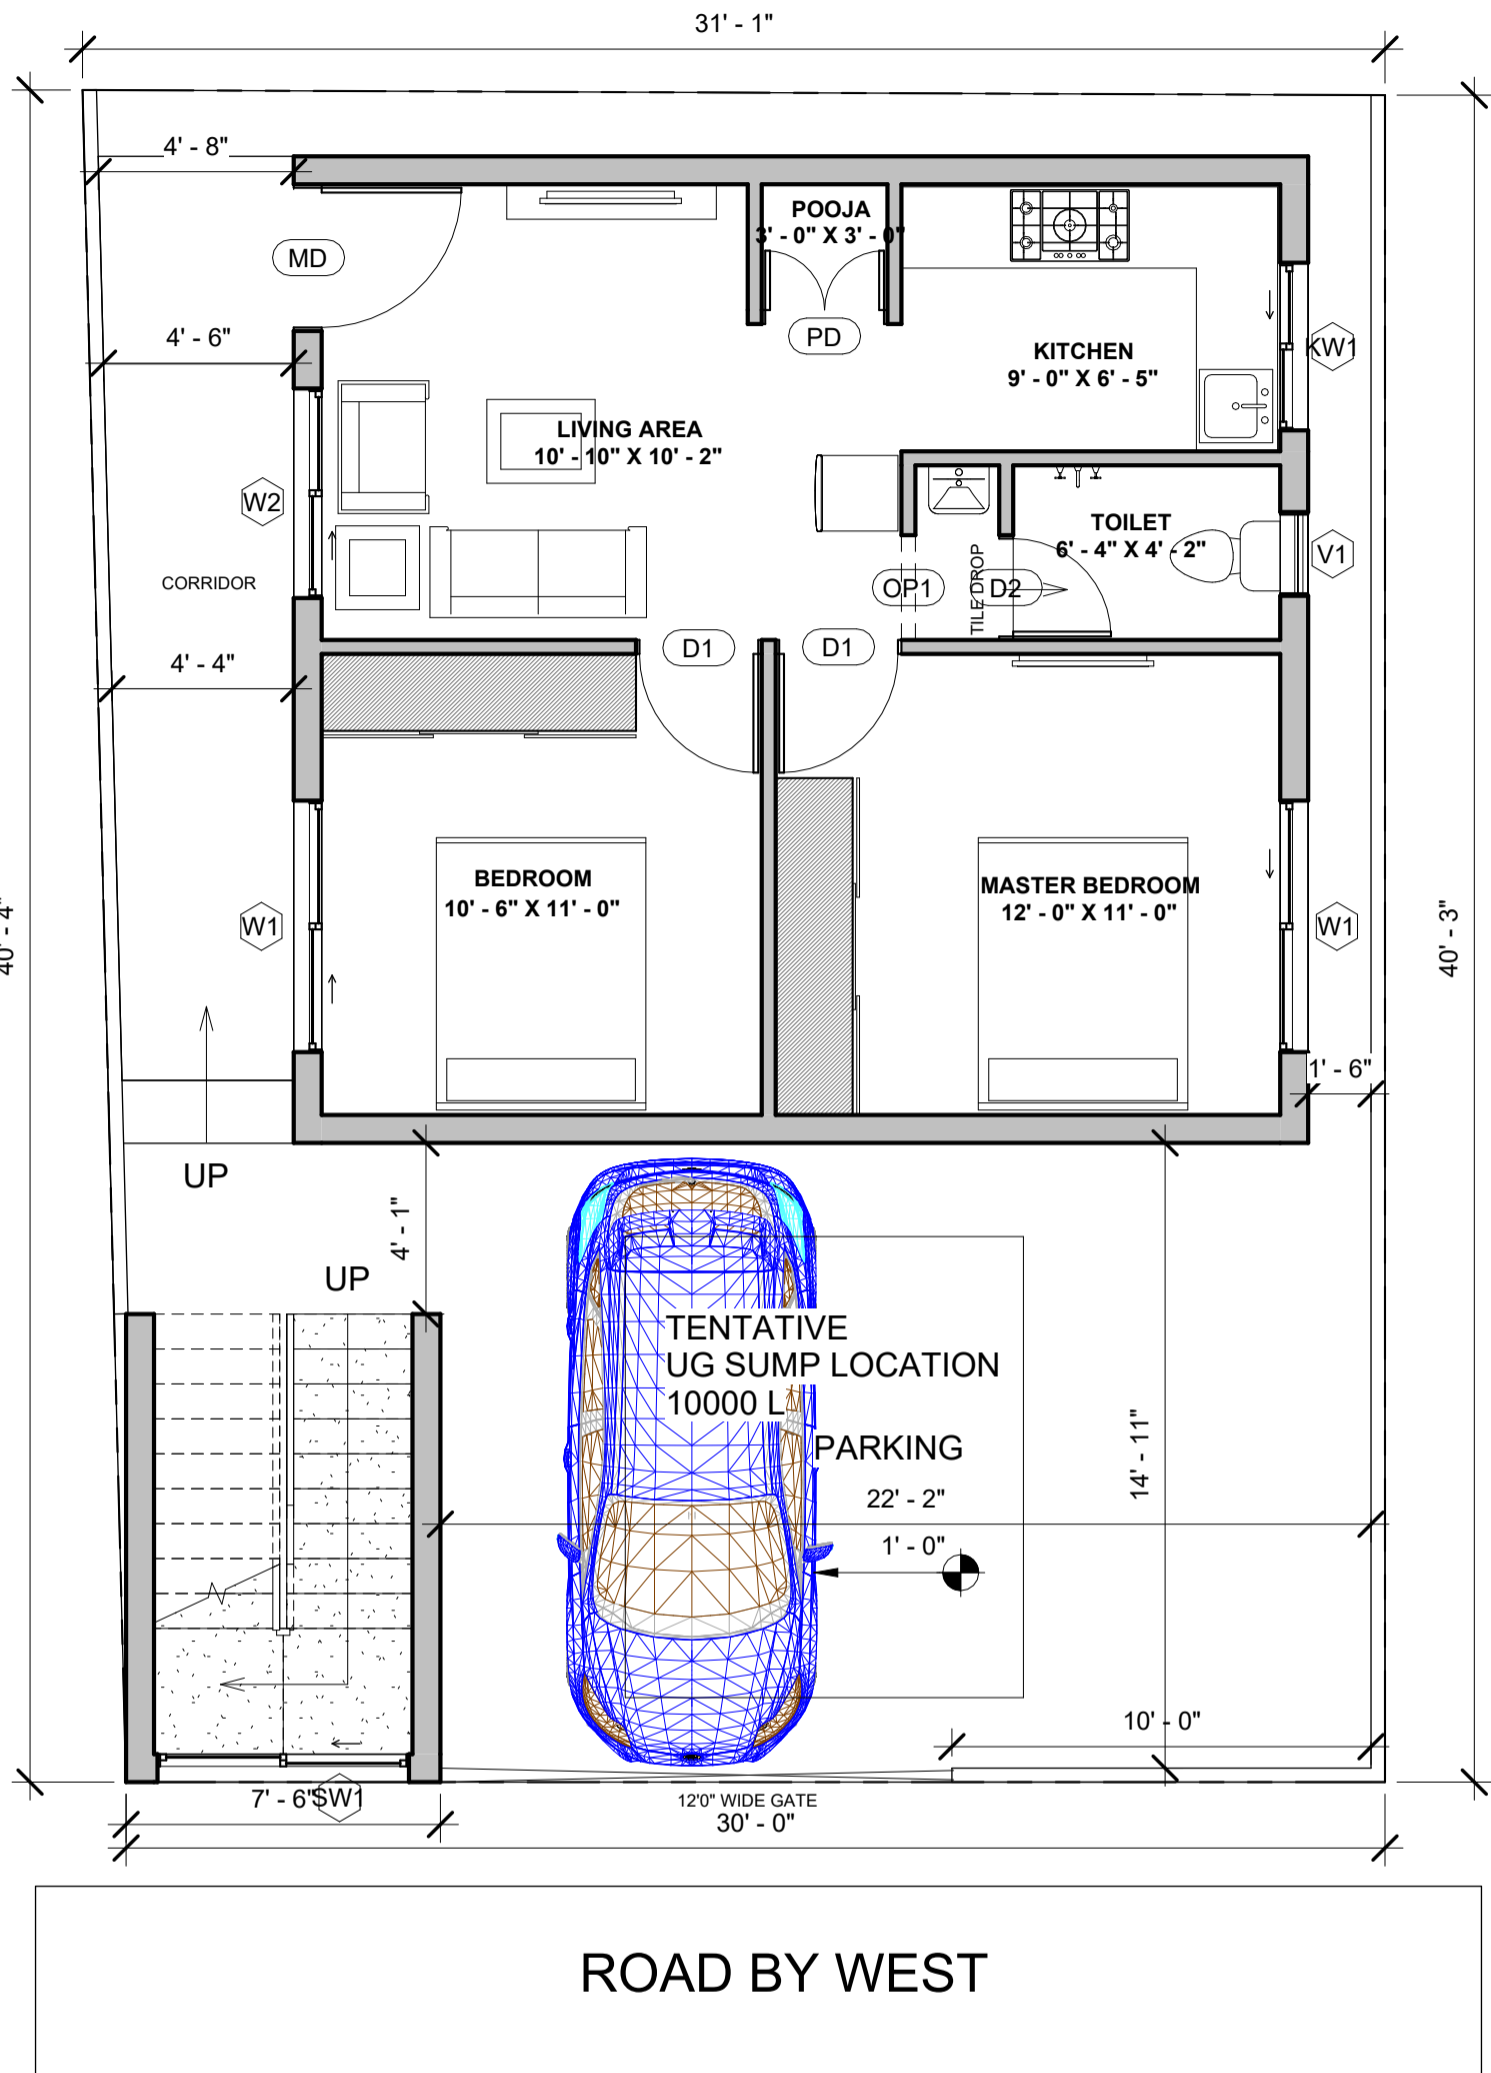 31' - 1"
4' - 8"
POOJA
3' - 0" X 3' - 0"
MD
4' - 6"
PD
KITCHEN
9' - 0" X 6' - 5"
KW1
LIVING AREA
10' - 10" X 10' - 2"
W2
TOILET
6' - 4" X 4' - 2"
V1
CORRIDOR
OP1
TILE DROP
D2
4' - 4"
D1
D1
BEDROOM
10' - 6" X 11' - 0"
MASTER BEDROOM
12' - 0" X 11' - 0"
W1
W1
40' - 4"
40' - 3"
1' - 6"
UP
4' - 1"
UP
TENTATIVE
UG SUMP LOCATION
10000 L
PARKING
14' - 11"
22' - 2"
1' - 0"
10' - 0"
7' - 6"
SW1
12'0" WIDE GATE
30' - 0"
ROAD BY WEST